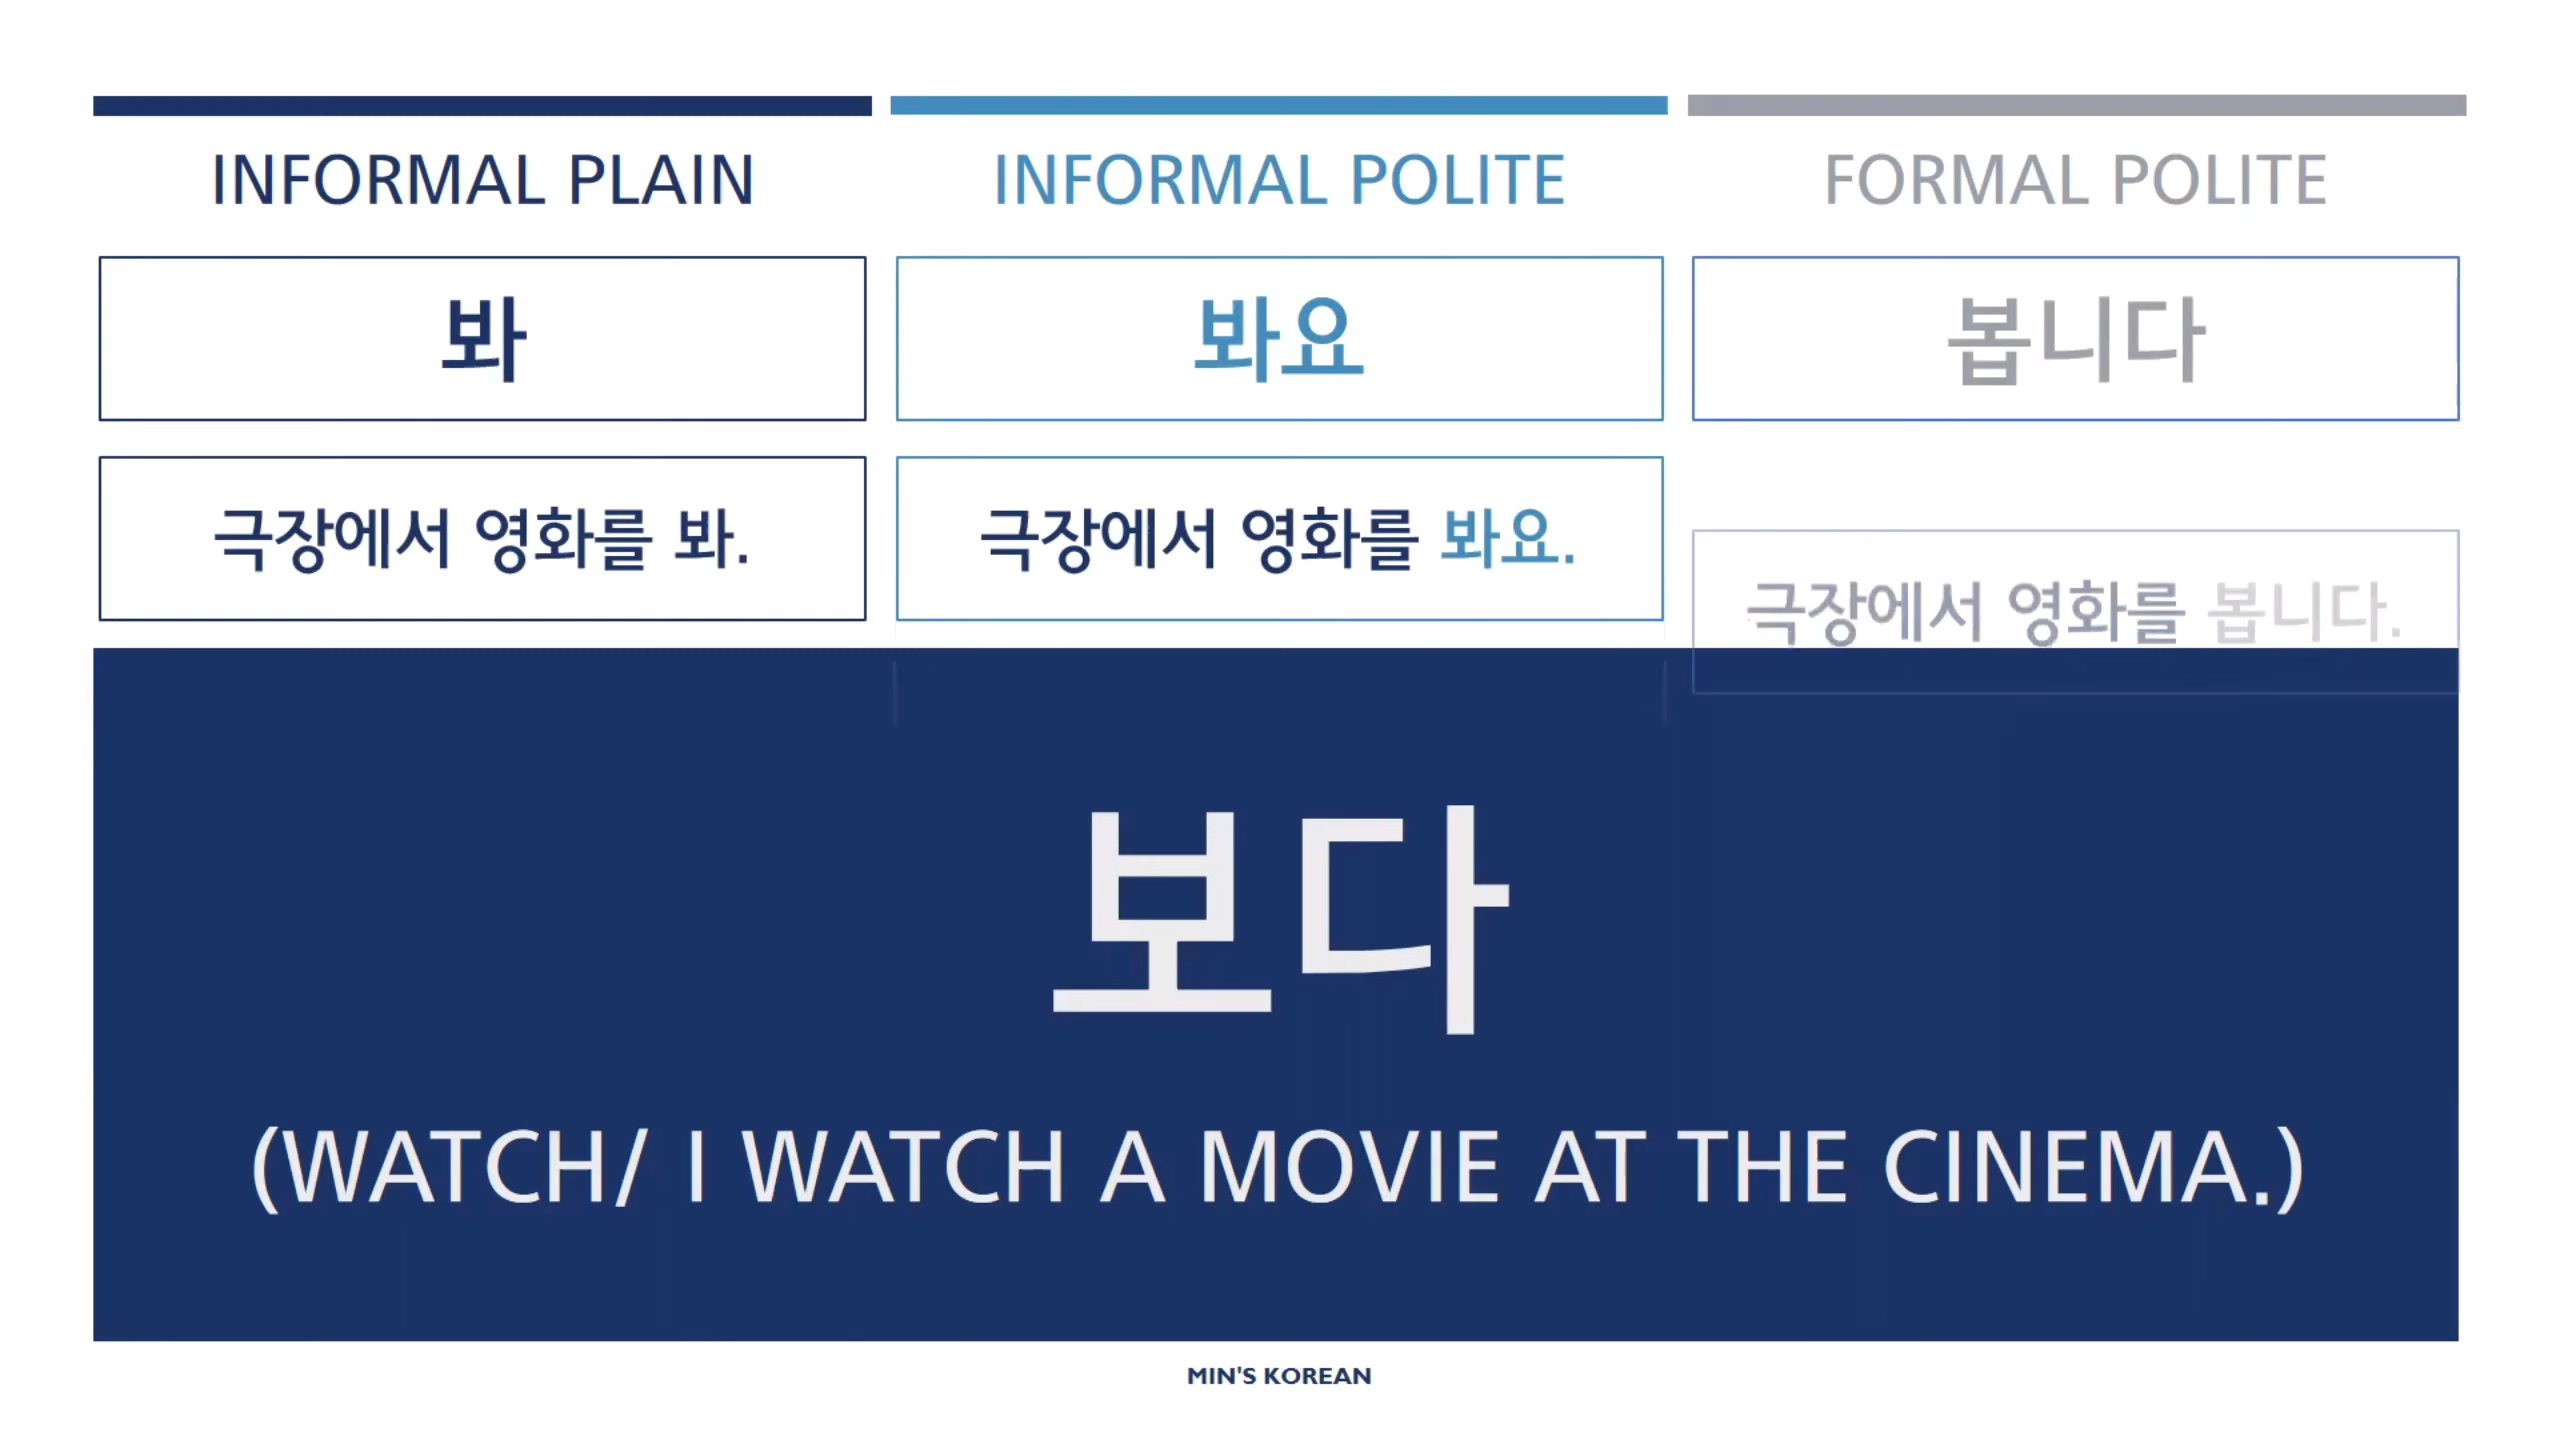 INFORMAL PLAIN
INFORMAL POLITE
FORMAL POLITE
봐
봐요
봅니다
극장에서 영화를 봐.
극장에서 영화를 봐요.
극장에서 영화를 봅니다.
보다
(WATCH/ I WATCH A MOVIE AT THE CINEMA.)
MIN'S KOREAN